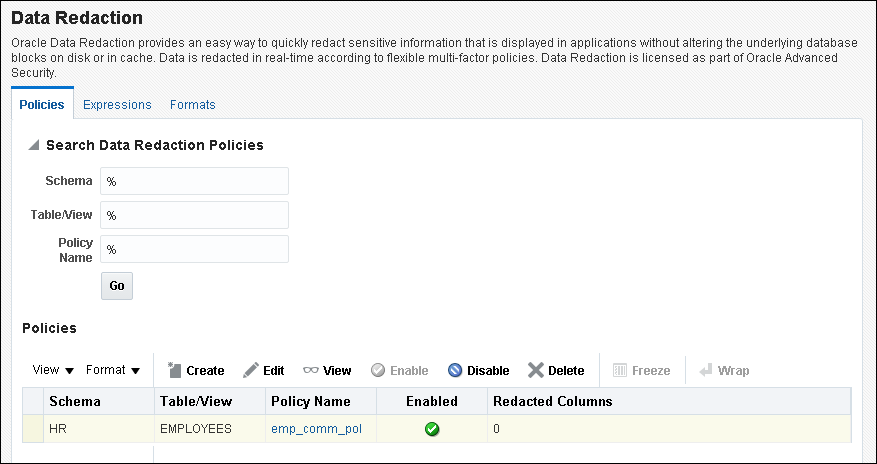 Data Redaction
Oracle Data Redaction provides an easy way to quickly redact sensitive information that is displayed in applications without altering the underlying database
blocks on disk or in cache. Data is redacted in real-time according to flexible multi-factor policies. Data Redaction is licensed as part of Oracle Advanced
Security.
Policies Expressions Formats
Search Data Redaction Policies
Schema %
Table/View %
Policy
Name %
Go
Policies
View Format Create Edit View Enable Disable Delete Freeze Wrap
Schema Table/View Policy Name Enabled Redacted Columns
HR EMPLOYEES emp_comm_pol 0